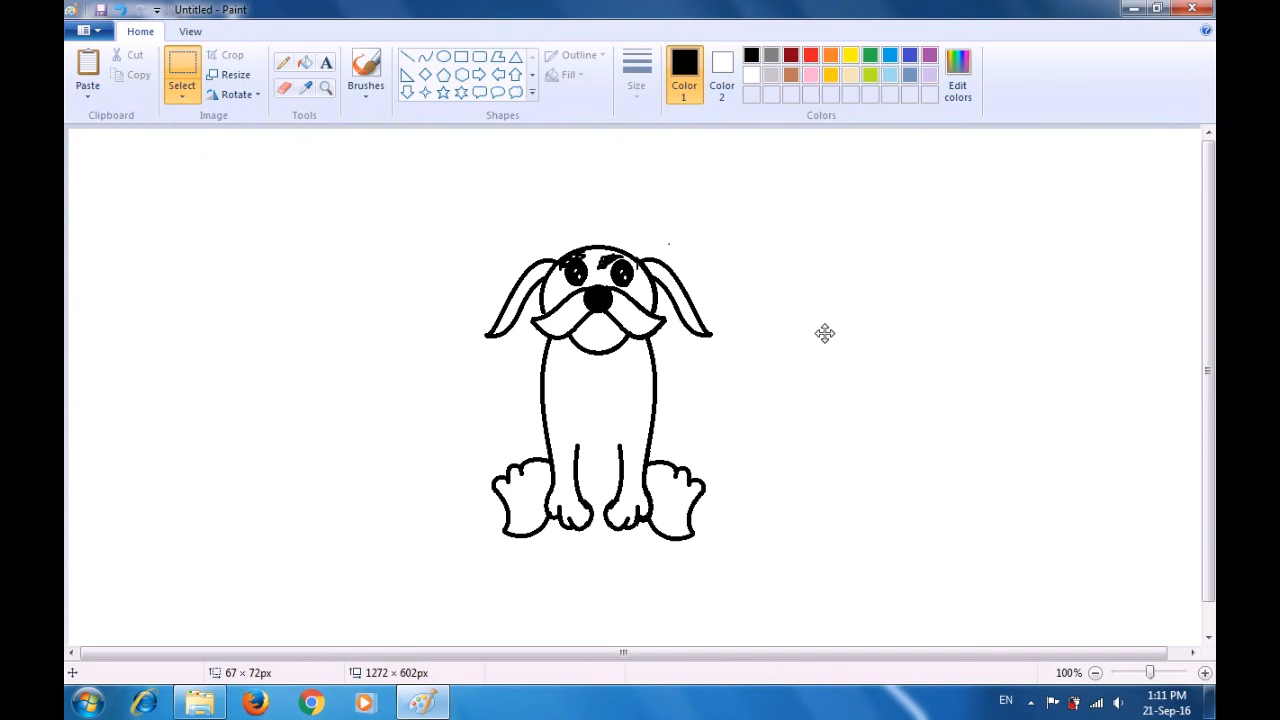 Untitled - Paint
Home View
Paste
Cut
Copy
Select
Crop
Resize
Rotate
A
Brushes
Outline
Fill
Size
Color 1
Color 2
Edit colors
Clipboard Image Tools Shapes Colors
67 × 72px 1272 × 602px 100%
EN 1:11 PM
21-Sep-16